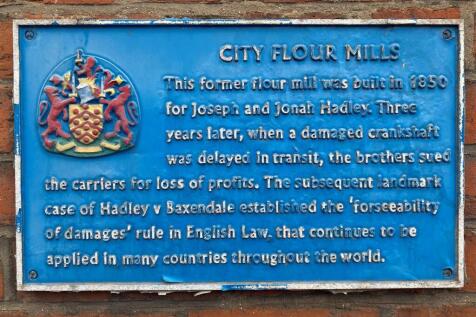 CITY FLOUR MILLS
This former flour mill was built in 1850
for Joseph and Jonah Hadley. Three
years later, when a damaged crankshaft
was delayed in transit, the brothers sued
the carriers for loss of profits. The subsequent landmark
case of Hadley v Baxendale established the 'forseeability
of damages' rule in English Law, that continues to be
applied in many countries throughout the world.